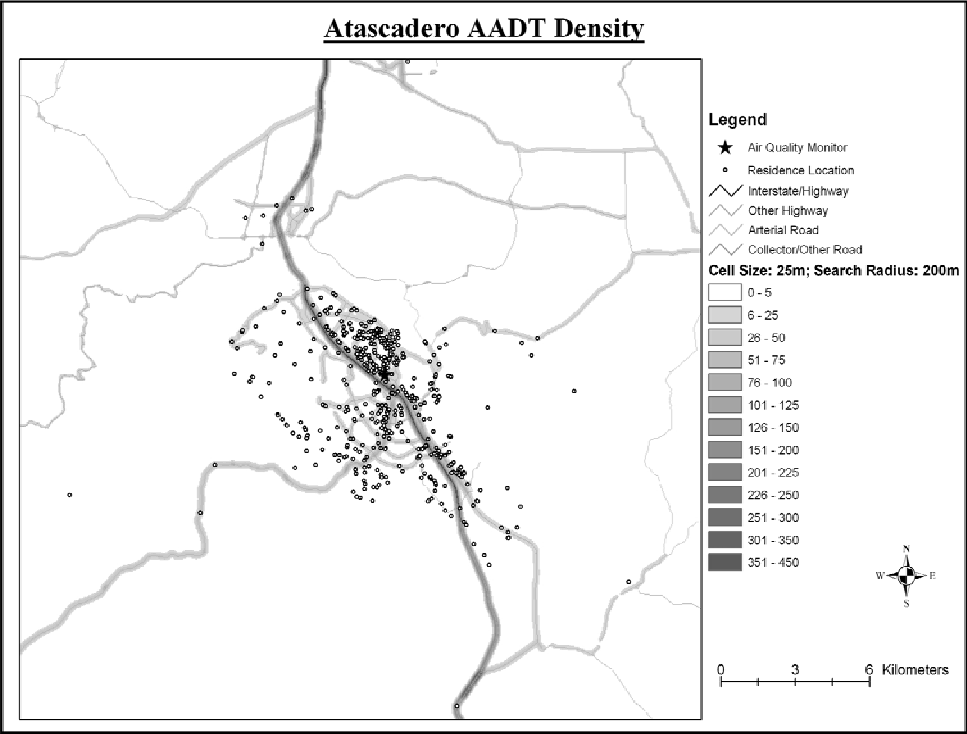 Atascadero AADT Density
Legend
Air Quality Monitor
Residence Location
Interstate/Highway
Other Highway
Arterial Road
Collector/Other Road
Cell Size: 25m; Search Radius: 200m
0 - 5
6 - 25
26 - 50
51 - 75
76 - 100
101 - 125
126 - 150
151 - 200
201 - 225
226 - 250
251 - 300
301 - 350
351 - 450
N
W E
S
0 3 6 Kilometers